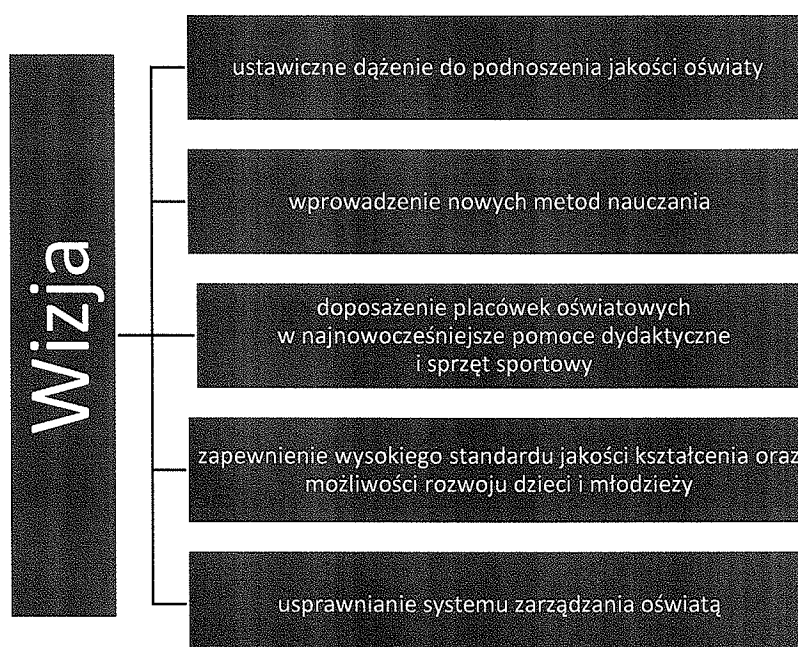 Wizja
ustawiczne dążenie do podnoszenia jakości oświaty
wprowadzenie nowych metod nauczania
doposażenie placówek oświatowych
w najnowocześniejsze pomoce dydaktyczne
i sprzęt sportowy
zapewnienie wysokiego standardu jakości kształcenia oraz
możliwości rozwoju dzieci i młodzieży
usprawnianie systemu zarządzania oświatą